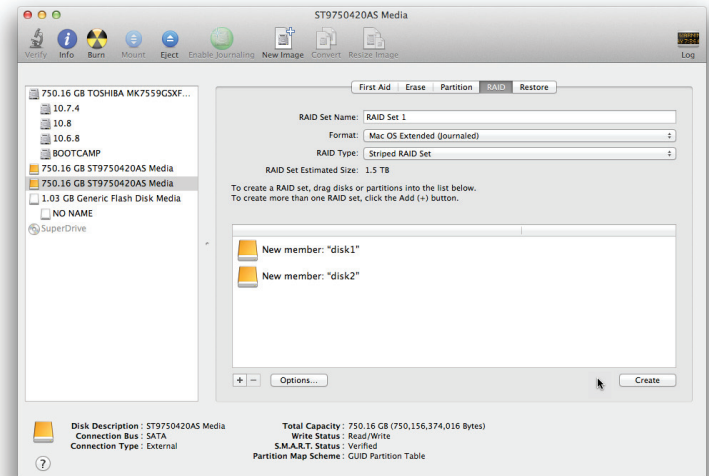 ST9750420AS Media
Verify Info Burn Mount Eject Enable Journaling New Image Convert Resize Image Log
750.16 GB TOSHIBA MK7559GSXF...
10.7.4
10.8
10.6.8
BOOTCAMP
750.16 GB ST9750420AS Media
750.16 GB ST9750420AS Media
1.03 GB Generic Flash Disk Media
NO NAME
SuperDrive
First Aid Erase Partition RAID Restore
RAID Set Name: RAID Set 1
Format: Mac OS Extended (Journaled)
RAID Type: Striped RAID Set
RAID Set Estimated Size: 1.5 TB
To create a RAID set, drag disks or partitions into the list below.
To create more than one RAID set, click the Add (+) button.
New member: "disk1"
New member: "disk2"
+ − Options... Create
Disk Description : ST9750420AS Media
Connection Bus : SATA
Connection Type : External
Total Capacity : 750.16 GB (750,156,374,016 Bytes)
Write Status : Read/Write
S.M.A.R.T. Status : Verified
Partition Map Scheme : GUID Partition Table
?